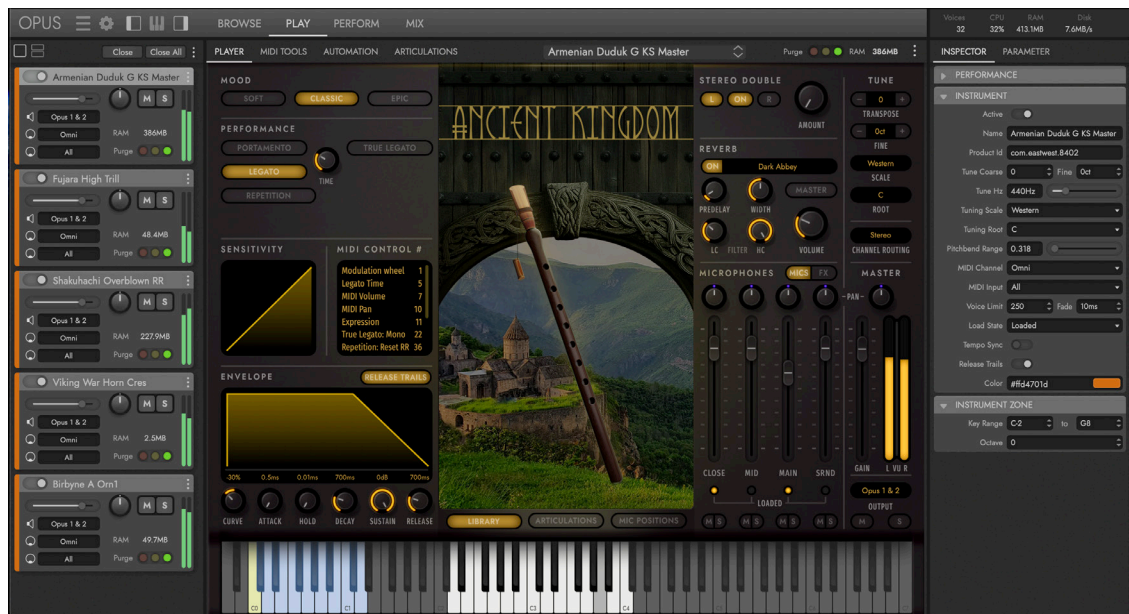 OPUS BROWSE PLAY PERFORM MIX
Voices CPU RAM Disk
32 32% 413.1MB 7.6MB/s
Close Close All
PLAYER MIDI TOOLS AUTOMATION ARTICULATIONS Armenian Duduk G KS Master Purge RAM 386MB
INSPECTOR PARAMETER
Armenian Duduk G KS Master
M S
Opus 1 & 2
Omni RAM 386MB
All Purge
Fujara High Trill
M S
Opus 1 & 2
Omni RAM 48.4MB
All Purge
Shakuhachi Overblown RR
M S
Opus 1 & 2
Omni RAM 227.9MB
All Purge
Viking War Horn Cres
M S
Opus 1 & 2
Omni RAM 2.5MB
All Purge
Birbyne A Orn1
M S
Opus 1 & 2
Omni RAM 49.7MB
All Purge
MOOD
SOFT CLASSIC EPIC
PERFORMANCE
PORTAMENTO TRUE LEGATO
LEGATO
REPETITION
TIME
SENSITIVITY
MIDI CONTROL #
Modulation wheel 1
Legato Time 5
MIDI Volume 7
MIDI Pan 10
Expression 11
True Legato: Mono 22
Repetition: Reset RR 36
ENVELOPE RELEASE TRAILS
-30% 0.5ms 0.01ms 700ms 0dB 700ms
CURVE ATTACK HOLD DECAY SUSTAIN RELEASE
ANCIENT KINGDOM
LIBRARY ARTICULATIONS MIC POSITIONS
STEREO DOUBLE
L ON R
AMOUNT
REVERB
ON Dark Abbey
MASTER
PREDELAY WIDTH
LC FILTER HC VOLUME
MICROPHONES MICS FX
-PAN-
CLOSE MID MAIN SRND
LOADED
M S M S M S M S
TUNE
- 0 +
TRANSPOSE
- 0ct +
FINE
Western
SCALE
C
ROOT
Stereo
CHANNEL ROUTING
MASTER
GAIN L VU R
Opus 1 & 2
OUTPUT
M S
C0 C1 C2 C3 C4
PERFORMANCE
INSTRUMENT
Active
Name Armenian Duduk G KS Master
Product Id com.eastwest.8402
Tune Coarse 0 Fine 0ct
Tune Hz 440Hz
Tuning Scale Western
Tuning Root C
Pitchbend Range 0.318
MIDI Channel Omni
MIDI Input All
Voice Limit 250 Fade 10ms
Load State Loaded
Tempo Sync
Release Trails
Color #ffd4701d
INSTRUMENT ZONE
Key Range C-2 to G8
Octave 0